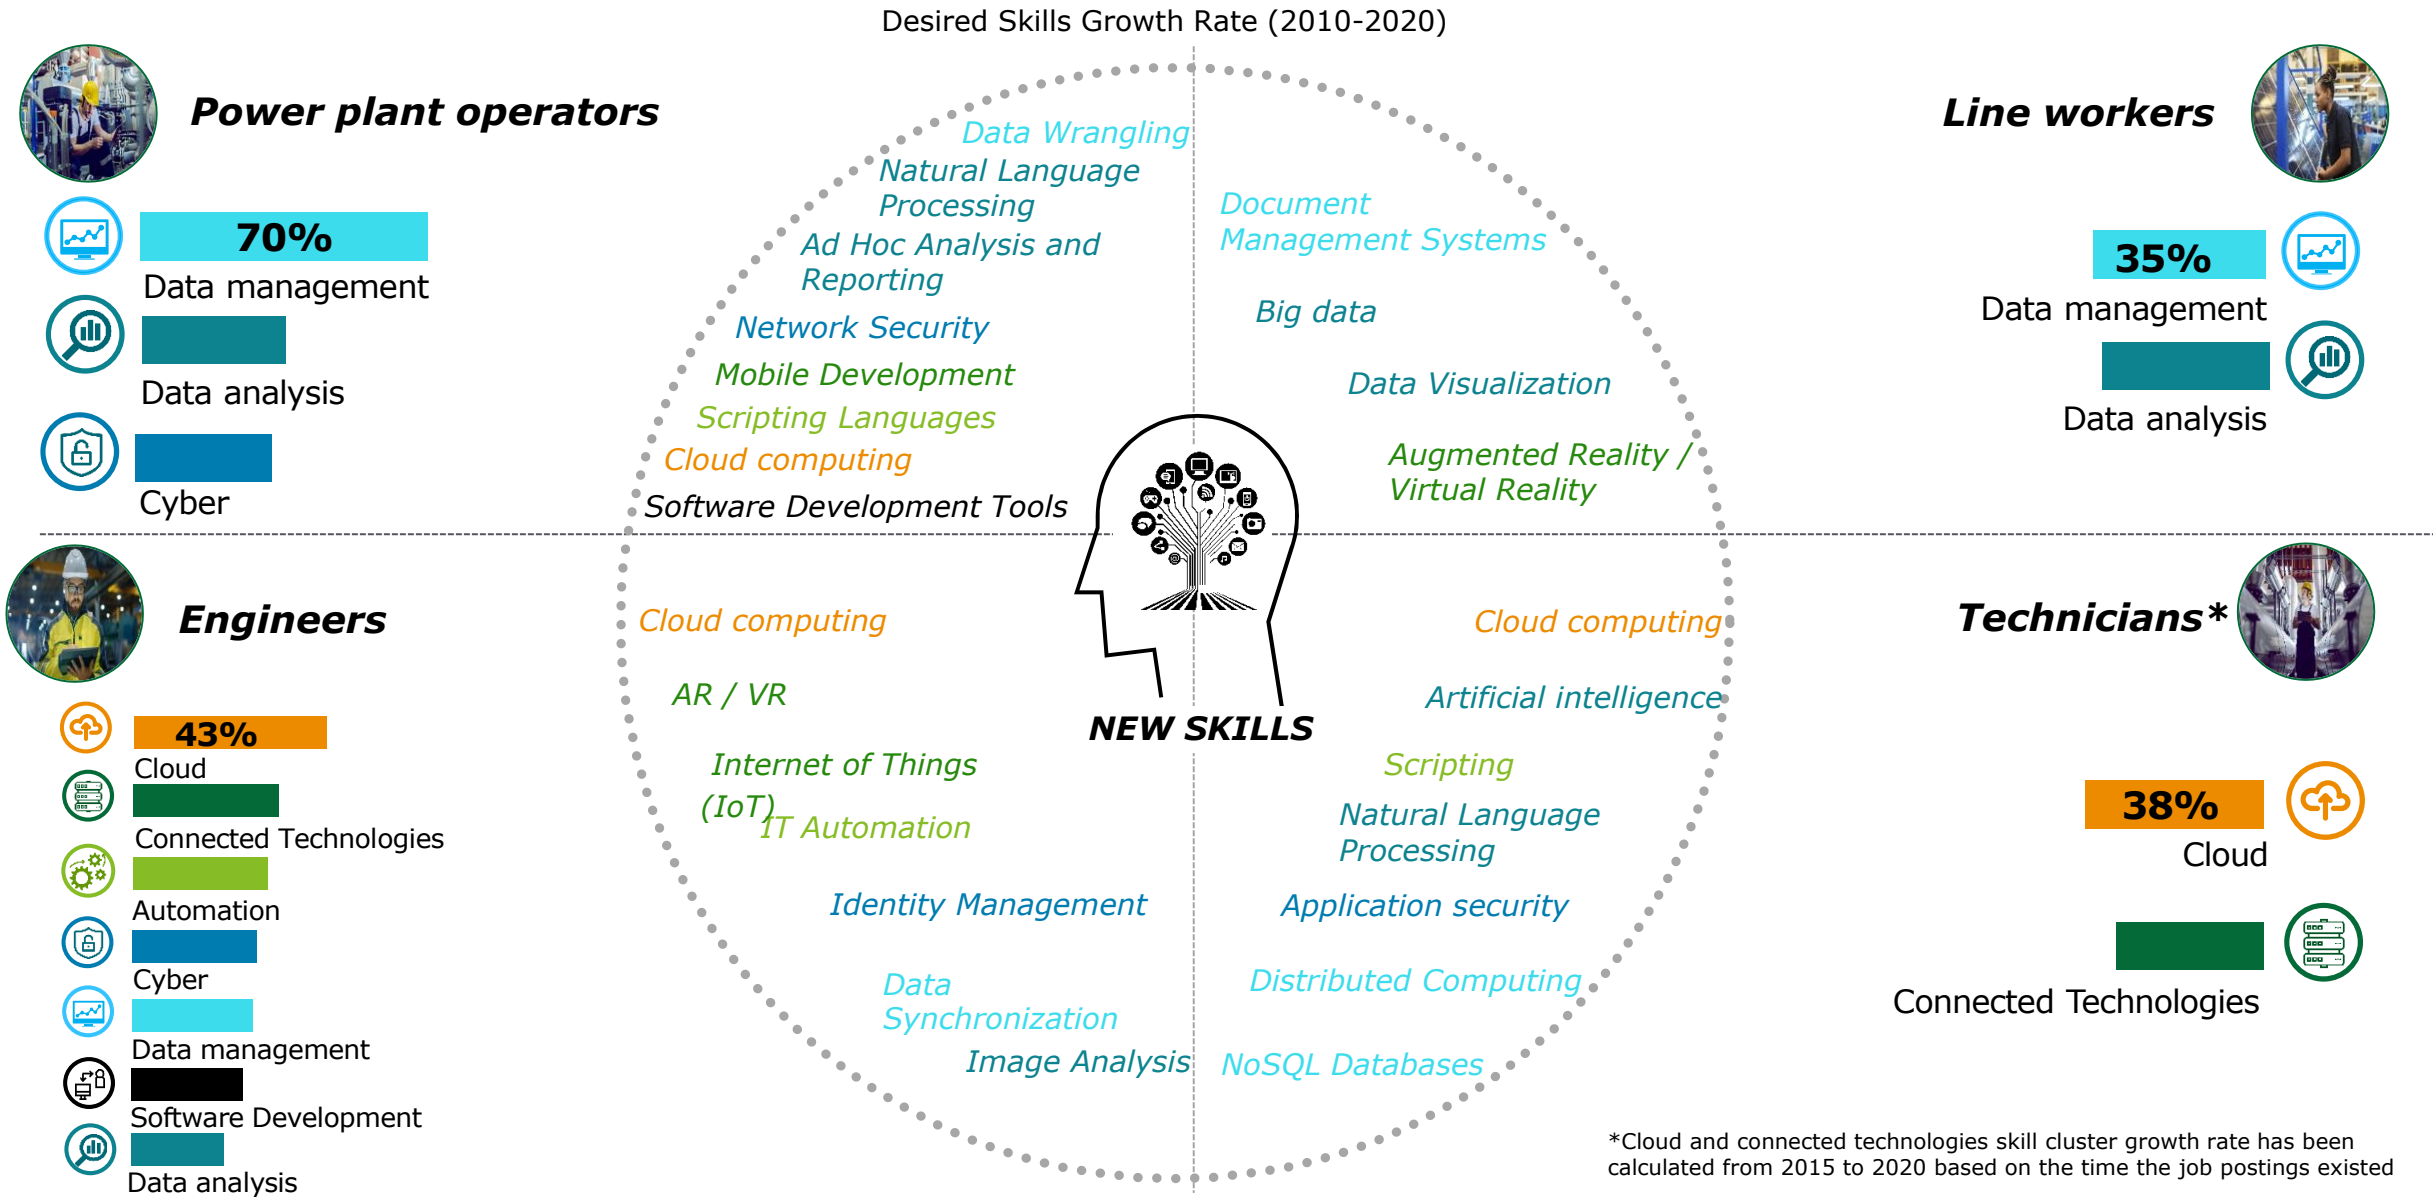 Desired Skills Growth Rate (2010-2020)
Power plant operators
70%
Data management
Data analysis
Cyber
Data Wrangling
Natural Language
Processing
Ad Hoc Analysis and
Reporting
Network Security
Mobile Development
Scripting Languages
Cloud computing
Software Development Tools
Line workers
35%
Data management
Data analysis
Document
Management Systems
Big data
Data Visualization
Augmented Reality /
Virtual Reality
NEW SKILLS
Engineers
43%
Cloud
Connected Technologies
Automation
Cyber
Data management
Software Development
Data analysis
Cloud computing
AR / VR
Internet of Things
(IoT)
IT Automation
Identity Management
Data
Synchronization
Image Analysis
Technicians*
38%
Cloud
Connected Technologies
Cloud computing
Artificial intelligence
Scripting
Natural Language
Processing
Application security
Distributed Computing
NoSQL Databases
*Cloud and connected technologies skill cluster growth rate has been
calculated from 2015 to 2020 based on the time the job postings existed